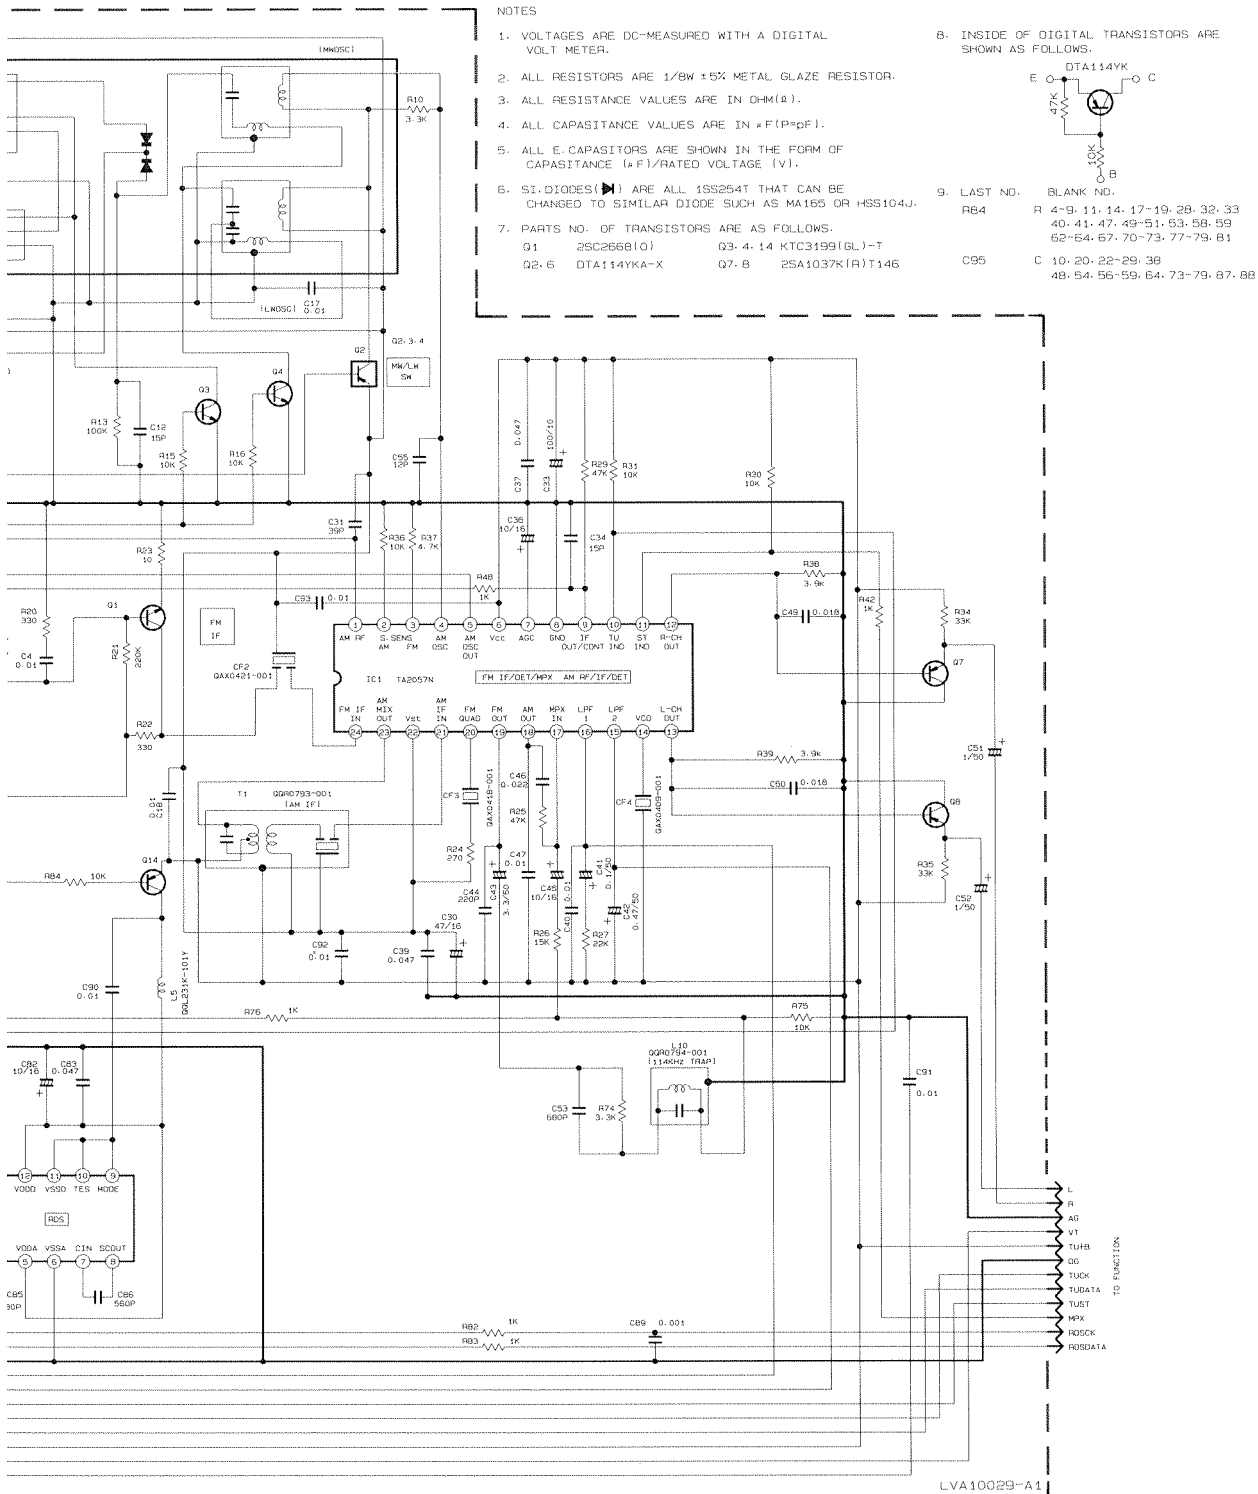 NOTES
1. VOLTAGES ARE DC-MEASURED WITH A DIGITAL
VOLT METER.
2. ALL RESISTORS ARE 1/8W ±5% METAL GLAZE RESISTOR.
3. ALL RESISTANCE VALUES ARE IN OHM(Ω).
4. ALL CAPASITANCE VALUES ARE IN μF(P=pF).
5. ALL E.CAPASITORS ARE SHOWN IN THE FORM OF
CAPASITANCE (μF)/RATED VOLTAGE (V).
6. SI.DIODES( ) ARE ALL 1SS254T THAT CAN BE
CHANGED TO SIMILAR DIODE SUCH AS MA165 OR HSS104J.
7. PARTS NO. OF TRANSISTORS ARE AS FOLLOWS.
Q1 2SC2668(O) Q3.4.14 KTC3199(GL)-T
Q2.6 DTA114YKA-X Q7.8 2SA1037K(R)T146
8. INSIDE OF DIGITAL TRANSISTORS ARE
SHOWN AS FOLLOWS.
DTA114YK
E C
47K
10K
B
9. LAST NO. BLANK NO.
R84 R 4-9.11.14.17-19.28.32.33
40.41.47.49-51.53.58.59
62-64.67.70-73.77-79.81
C95 C 10.20.22-29.38
48.54.56-59.64.73-79.87.88
(MWOSC)
R10
3.3K
(LWOSC)
C17
0.01
Q2
Q2.3.4
MW/LW
SW
Q3
Q4
R13
100K
C12
15P
R15
10K
R16
10K
C55
12P
C37
0.047
C33
100/10
R29
47K
R31
10K
R30
10K
R23
10
C31
39P
R36
10K
R37
4.7K
C36
10/16
C34
15P
R48
1K
R38
3.9K
C93
0.01
C49
0.018
R42
1K
R34
33K
R20
330
Q1
FM
IF
C4
0.01
R21
220K
CF2
QAX0421-001
R22
330
1 2 3 4 5 6 7 8 9 10 11 12
AM RF
S.SENS
AM
FM
AM
OSC
AM
OSC
OUT
Vcc
AGC
GND
IF
OUT/CONT
TU
IND
ST
IND
R-CH
OUT
IC1 TA2057N
FM IF/DET/MPX AM RF/IF/DET
FM IF
IN
AM
MIX
OUT
Vst
AM
IF
IN
FM
QUAD
FM
OUT
AM
OUT
MPX
IN
LPF
1
LPF
2
VCO
L-CH
OUT
24 23 22 21 20 19 18 17 16 15 14 13
Q7
C51
1/50
R39
3.9k
C50
0.018
Q8
R35
33K
C52
1/50
0.01
C18
T1 QQR0793-001
(AM IF)
CF3
QAX0418-001
C46
0.022
R25
47K
CF4
QAX0409-001
Q14
R84
10K
R24
270
C44
220P
C43
3.3/50
C47
0.01
C45
10/16
C40
0.01
C41
0.1/50
C42
0.47/50
C30
47/16
C92
0.01
C39
0.047
R26
15K
R27
22K
C90
0.01
L5
QQL231K-101Y
R76
1K
R75
10K
L10
QQR0794-001
(114KHZ TRAP)
C82
10/16
C83
0.047
C53
680P
R74
3.3K
C91
0.01
12 11 10 9
VDDD VSSD TES MODE
RDS
VDDA VSSA CIN SCOUT
5 6 7 8
C85
C86
560P
R82
1K
R83
1K
C89
0.001
L
R
AG
VT
TU+B
DG
TUCK
TUDATA
TUST
MPX
RDSCK
RDSDATA
TO FUNCTION
LVA10029-A1